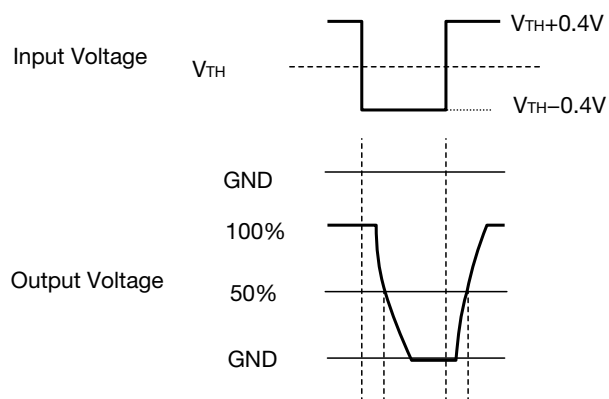 VTH+0.4V
Input Voltage
VTH
VTH−0.4V
GND
100%
Output Voltage
50%
GND